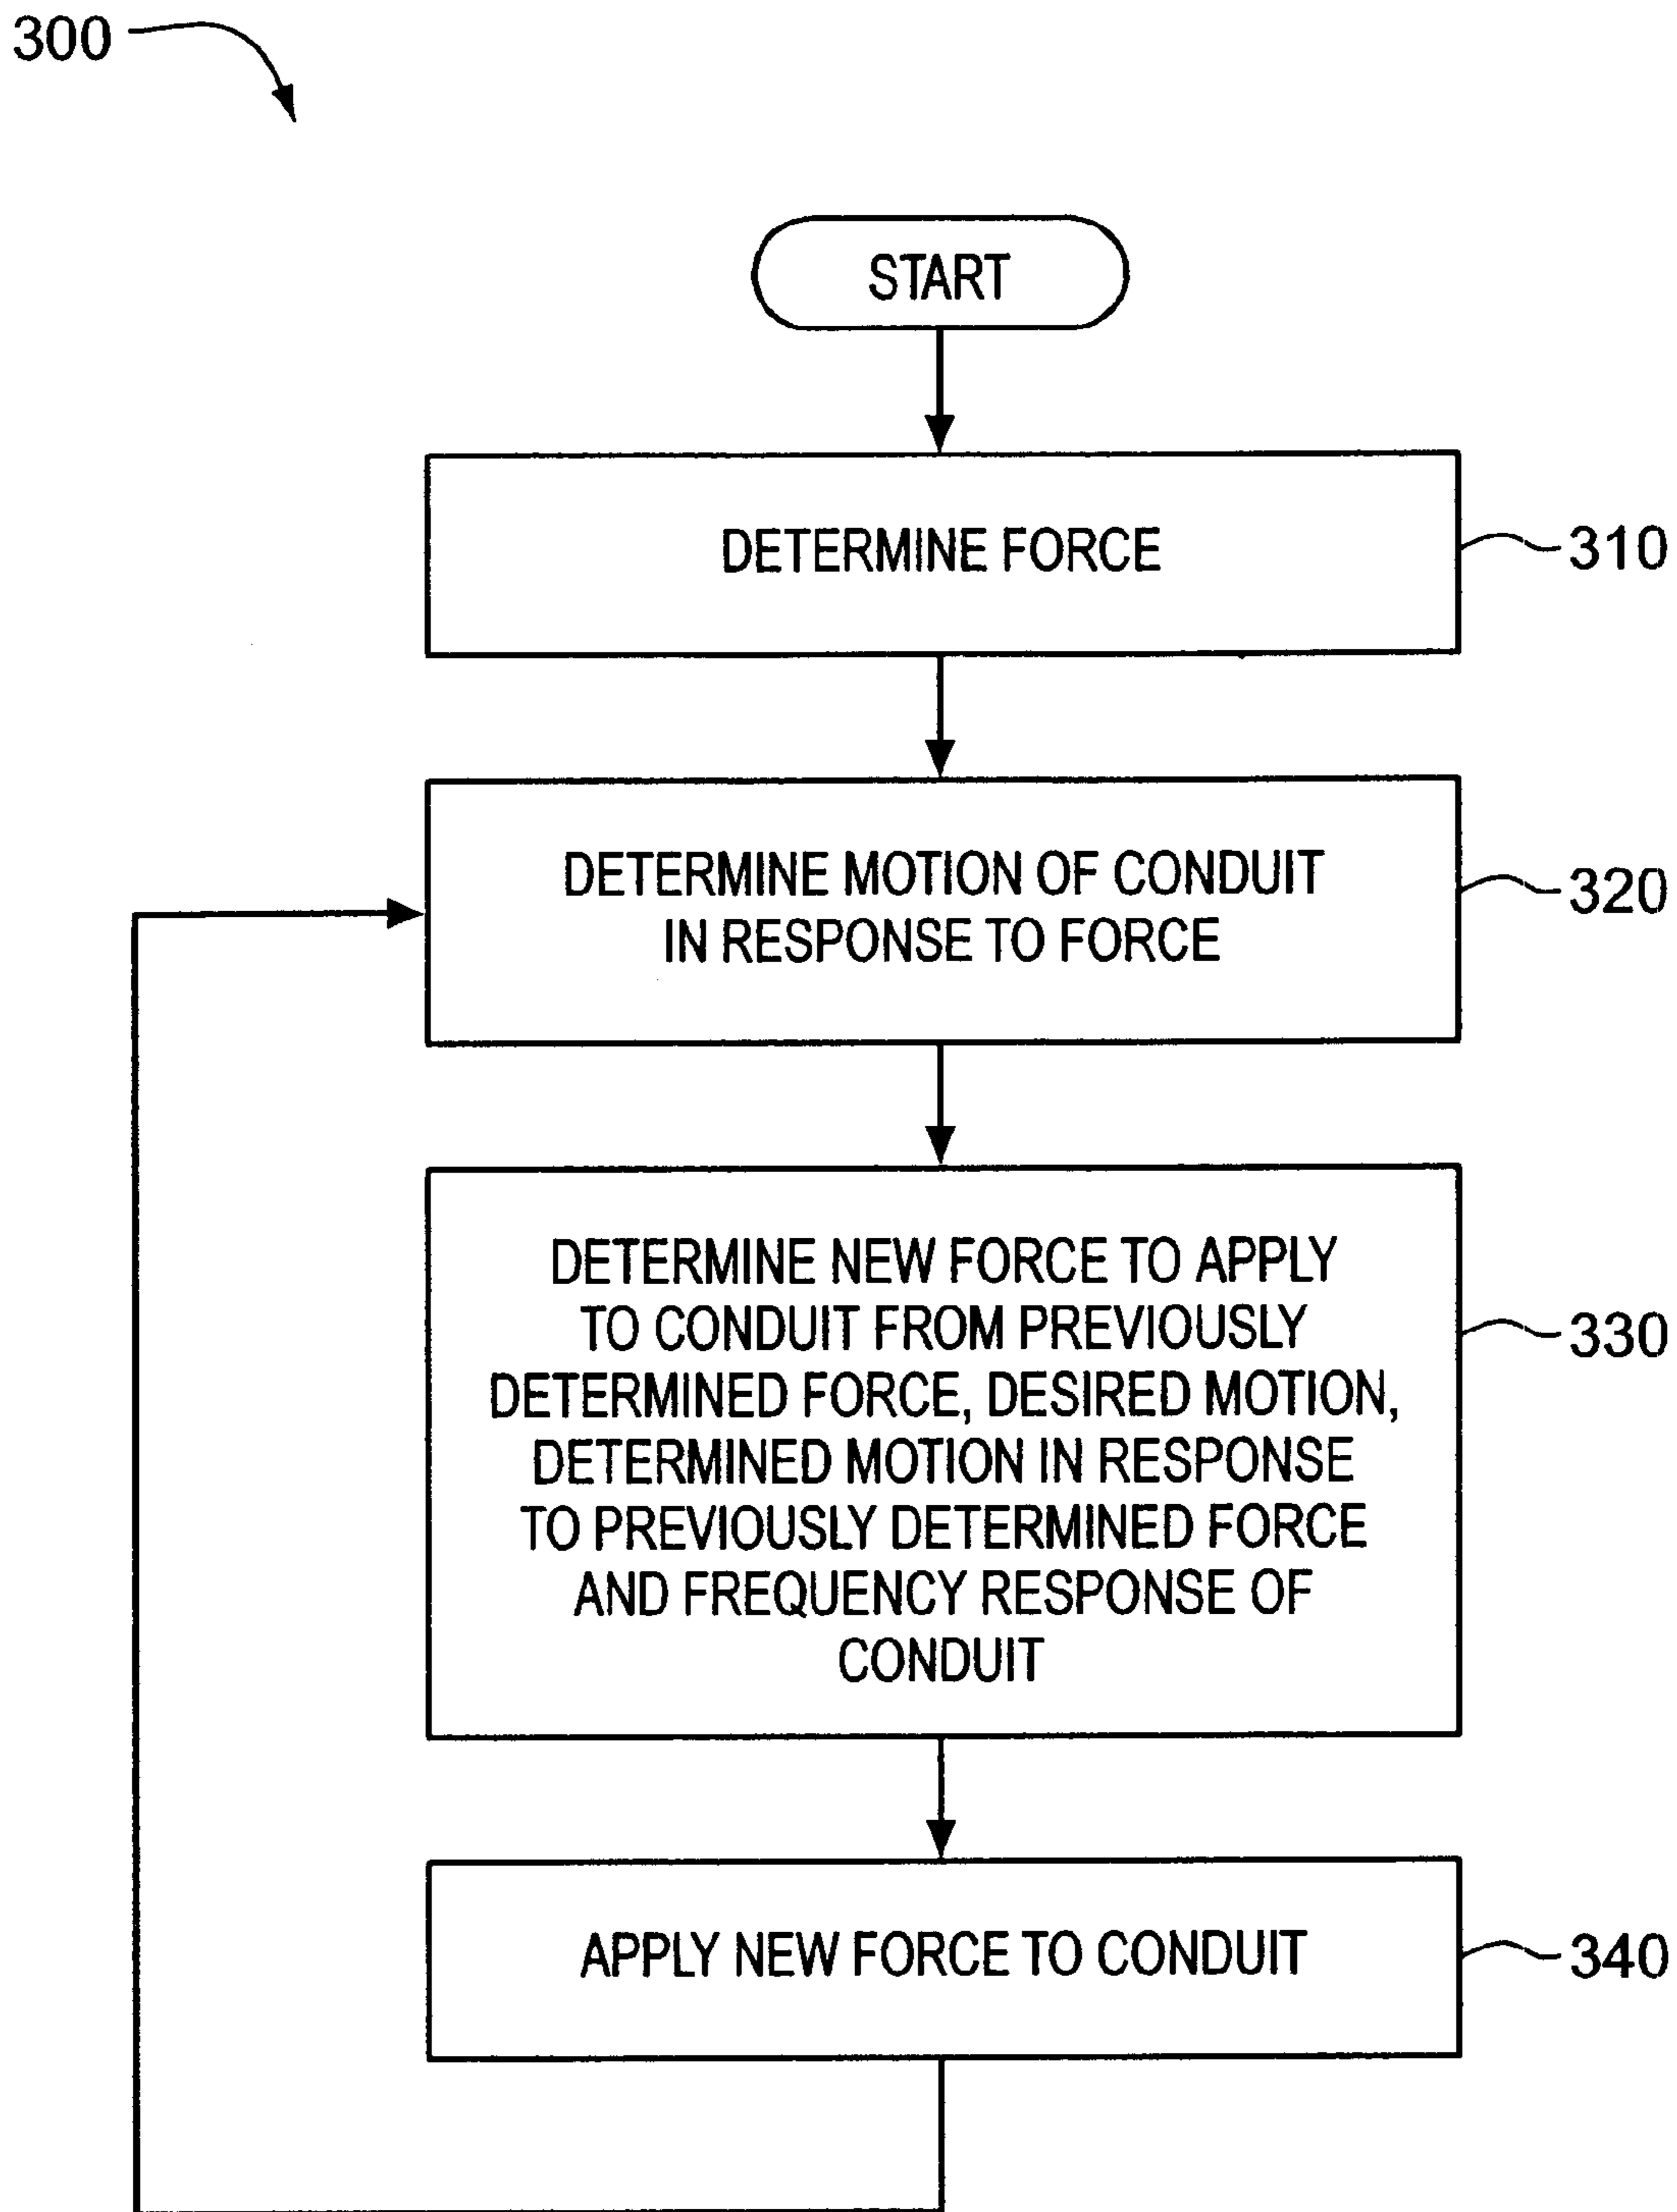 300
START
DETERMINE FORCE
310
DETERMINE MOTION OF CONDUIT
IN RESPONSE TO FORCE
320
DETERMINE NEW FORCE TO APPLY
TO CONDUIT FROM PREVIOUSLY
DETERMINED FORCE, DESIRED MOTION,
DETERMINED MOTION IN RESPONSE
TO PREVIOUSLY DETERMINED FORCE
AND FREQUENCY RESPONSE OF
CONDUIT
330
APPLY NEW FORCE TO CONDUIT
340